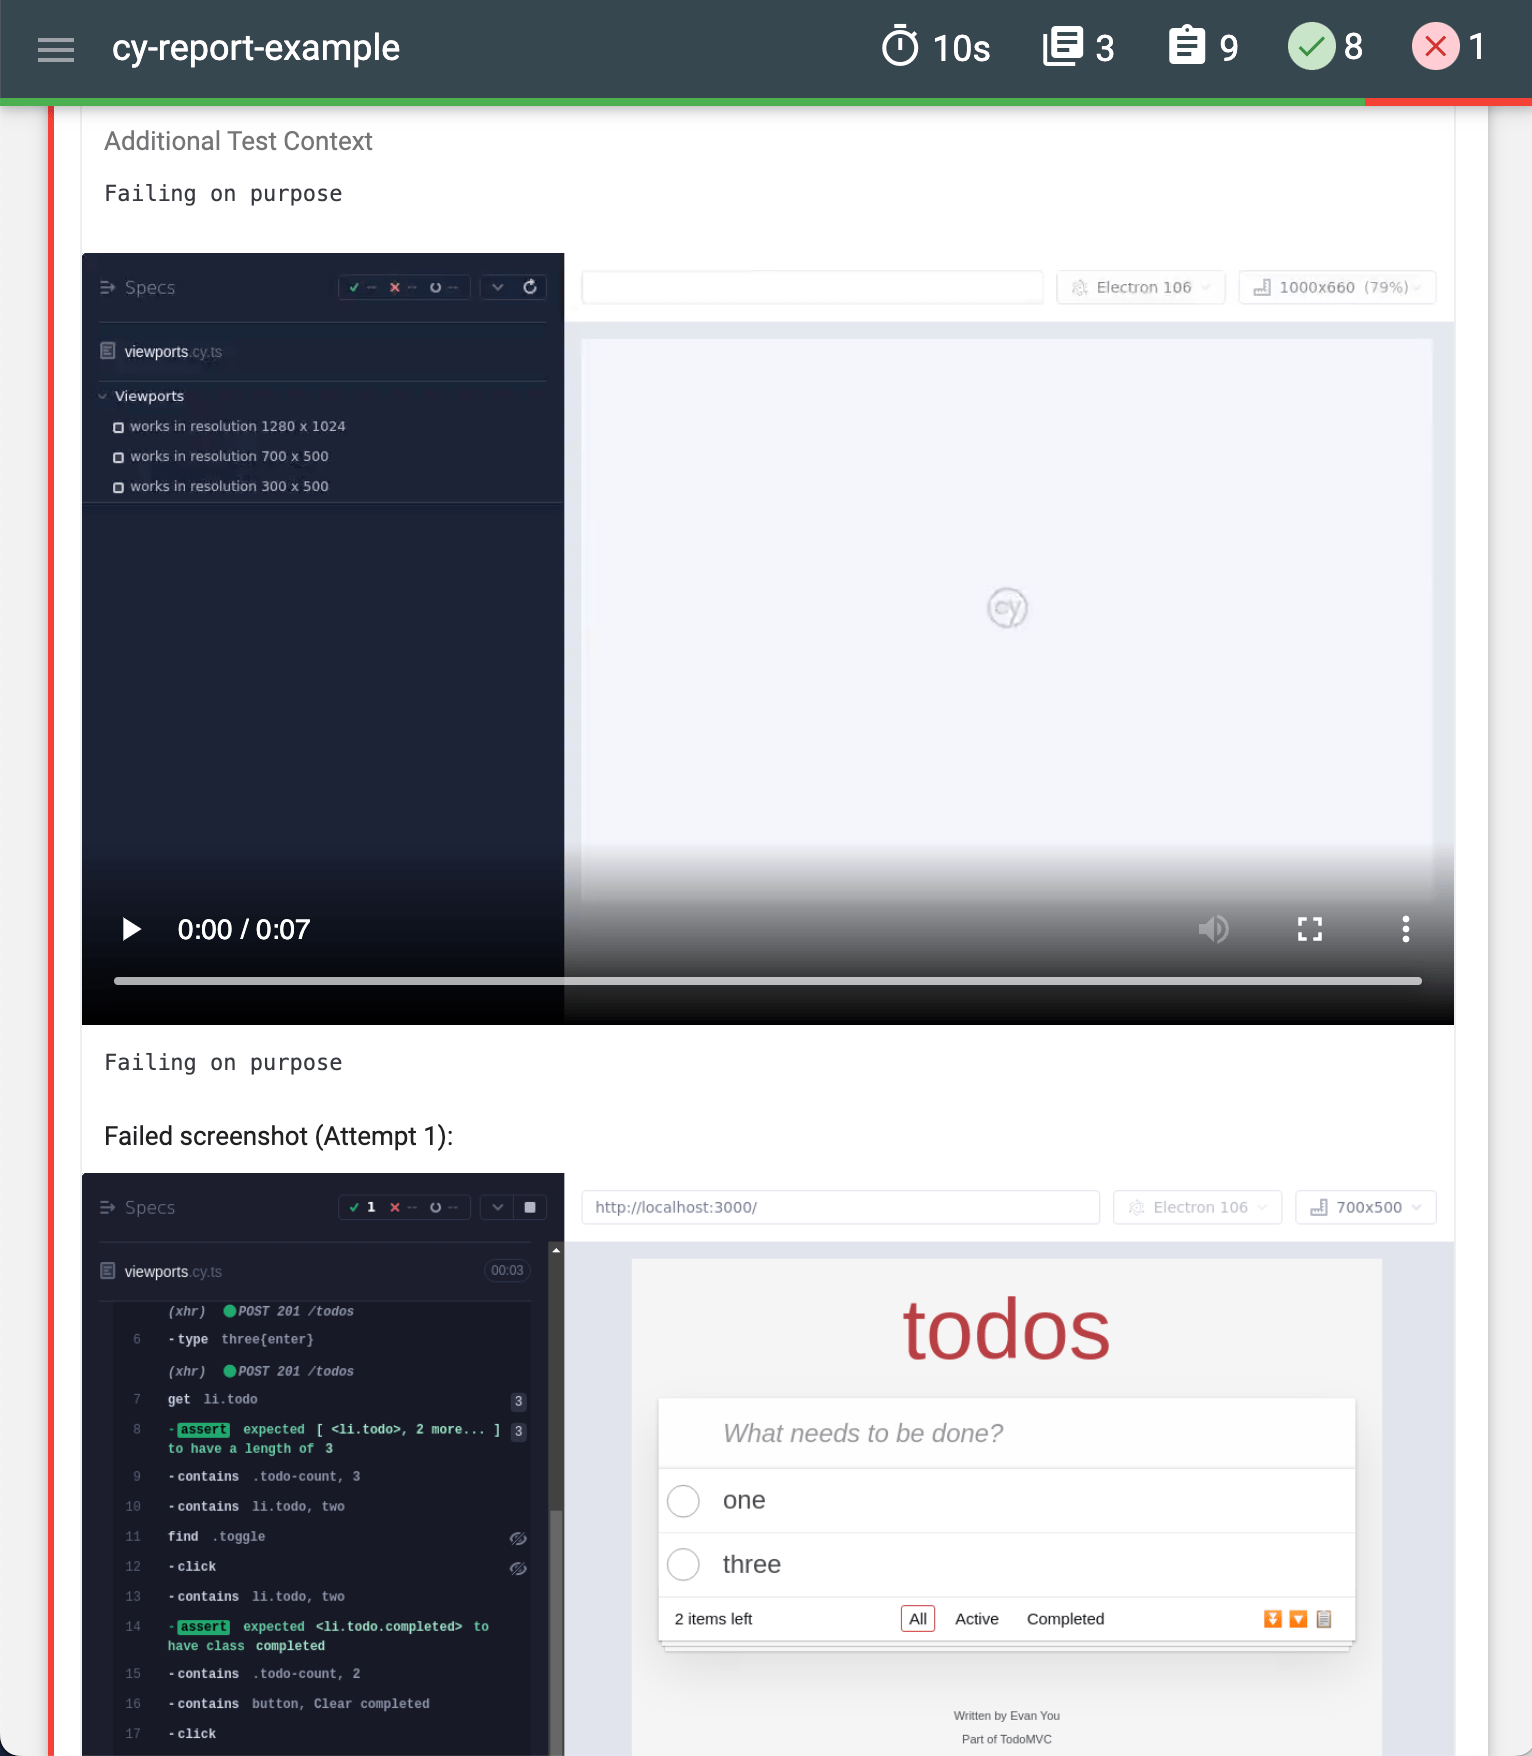 cy-report-example 10s 3 9 8 1
Additional Test Context
Failing on purpose
Specs -- -- --
Electron 106 1000x660 (79%)
viewports.cy.ts
Viewports
works in resolution 1280 x 1024
works in resolution 700 x 500
works in resolution 300 x 500
cy
0:00 / 0:07
Failing on purpose
Failed screenshot (Attempt 1):
Specs 1 -- --
http://localhost:3000/ Electron 106 700x500
viewports.cy.ts 00:03
(xhr) POST 201 /todos
6 -type three{enter}
(xhr) POST 201 /todos
7 get li.todo 3
8 -assert expected [ <li.todo>, 2 more... ] 3
to have a length of 3
9 -contains .todo-count, 3
10 -contains li.todo, two
11 find .toggle
12 -click
13 -contains li.todo, two
14 -assert expected <li.todo.completed> to
have class completed
15 -contains .todo-count, 2
16 -contains button, Clear completed
17 -click
todos
What needs to be done?
one
three
2 items left All Active Completed
Written by Evan You
Part of TodoMVC